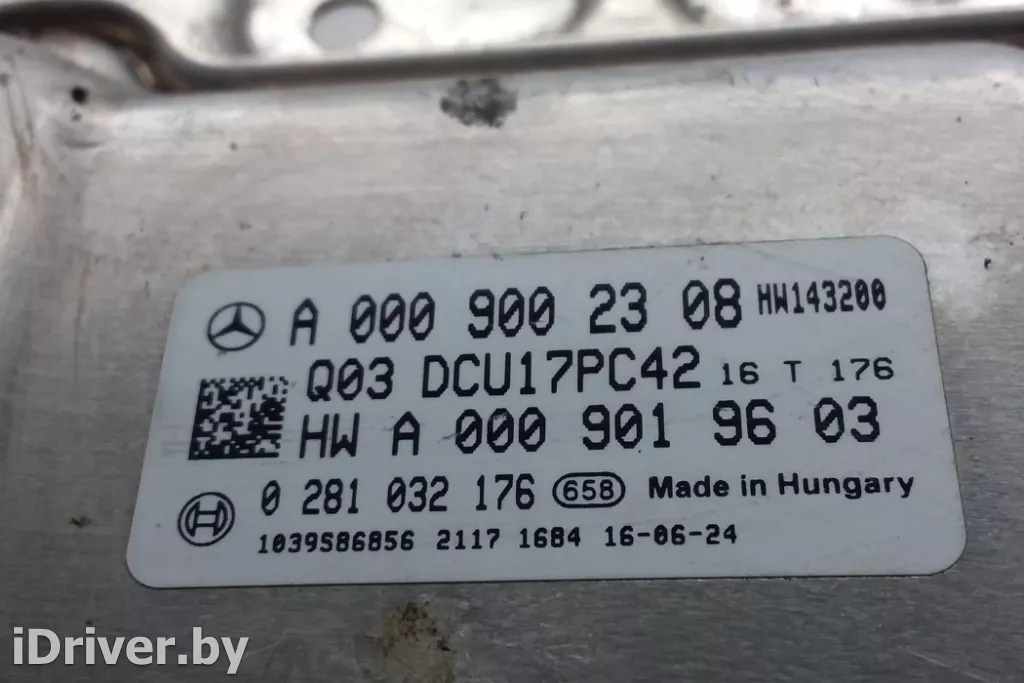 A 000 900 23 08 HW143200
Q03 DCU17PC42 16 T 176
HW A 000 901 96 03
0 281 032 176 658 Made in Hungary
1039S86856 2117 1684 16-06-24
iDriver.by